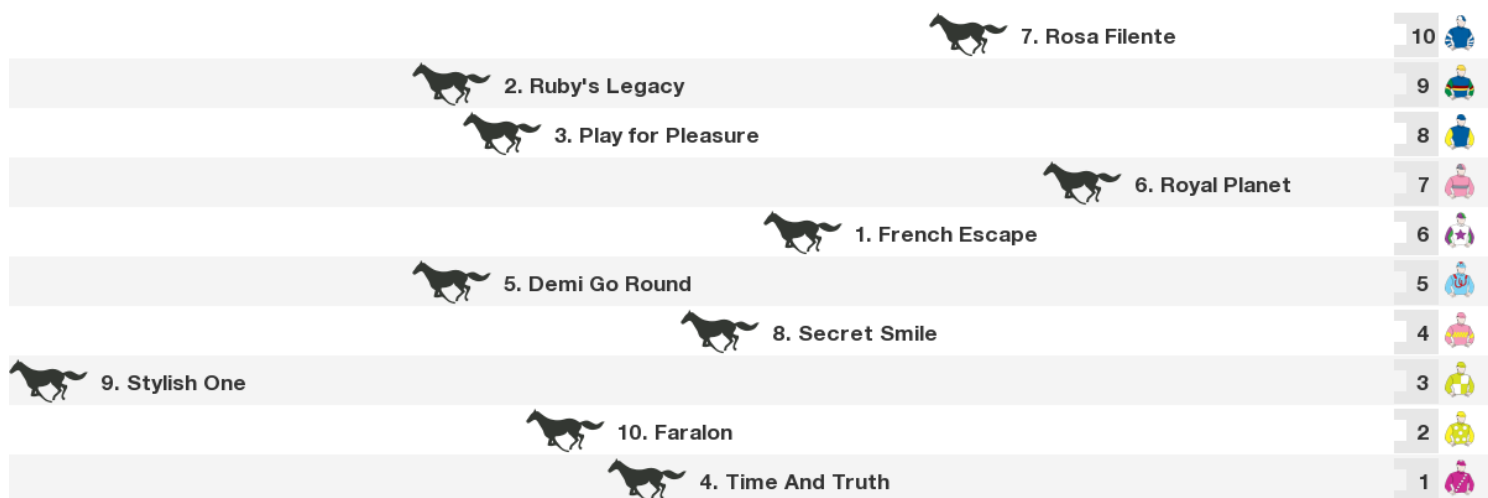 7. Rosa Filente 10
2. Ruby's Legacy 9
3. Play for Pleasure 8
6. Royal Planet 7
1. French Escape 6
5. Demi Go Round 5
8. Secret Smile 4
9. Stylish One 3
10. Faralon 2
4. Time And Truth 1